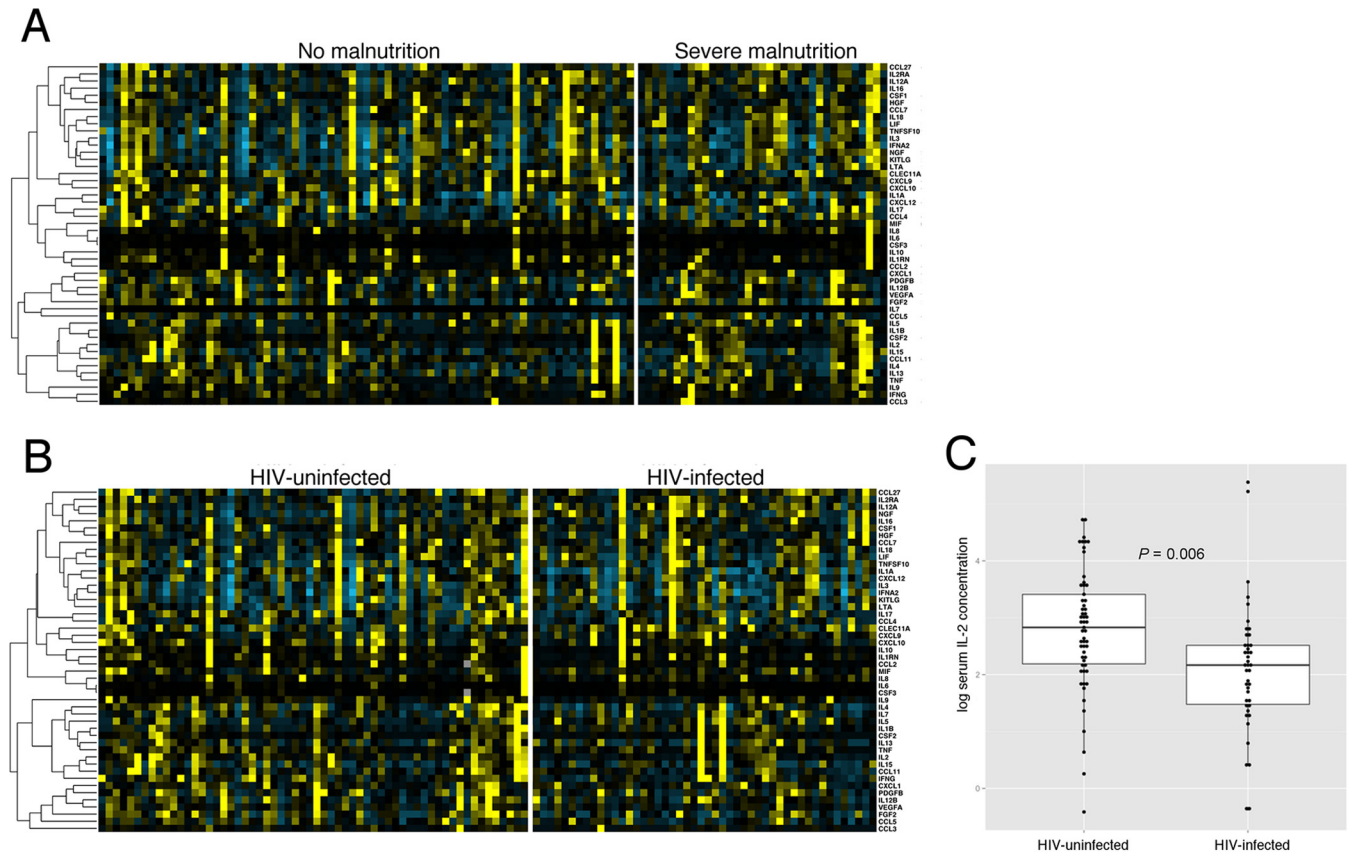 A
No malnutrition
Severe malnutrition
CCL27
IL2RA
IL12A
IL16
CSF1
HGF
CCL7
IL18
LIF
TNFSF10
IL3
IFNA2
NGF
KITLG
LTA
CLEC11A
CXCL9
CXCL10
IL1A
CXCL12
IL17
CCL4
MIF
IL8
IL6
CSF3
IL10
IL1RN
CCL2
CXCL1
PDGFB
IL12B
VEGFA
FGF2
IL7
CCL5
IL5
IL1B
CSF2
IL2
IL15
CCL11
IL4
IL13
TNF
IL9
IFNG
CCL3
B
HIV-uninfected
HIV-infected
CCL27
IL2RA
IL12A
NGF
IL16
CSF1
HGF
CCL7
IL18
LIF
TNFSF10
IL1A
CXCL12
IL3
IFNA2
KITLG
LTA
IL17
CCL4
CLEC11A
CXCL9
CXCL10
IL10
IL1RN
CCL2
MIF
IL8
IL6
CSF3
IL9
IL4
IL7
IL5
IL1B
CSF2
IL13
TNF
IL2
IL15
CCL11
IFNG
CXCL1
PDGFB
IL12B
VEGFA
FGF2
CCL5
CCL3
C
log serum IL-2 concentration
P = 0.006
4
2
0
HIV-uninfected
HIV-infected